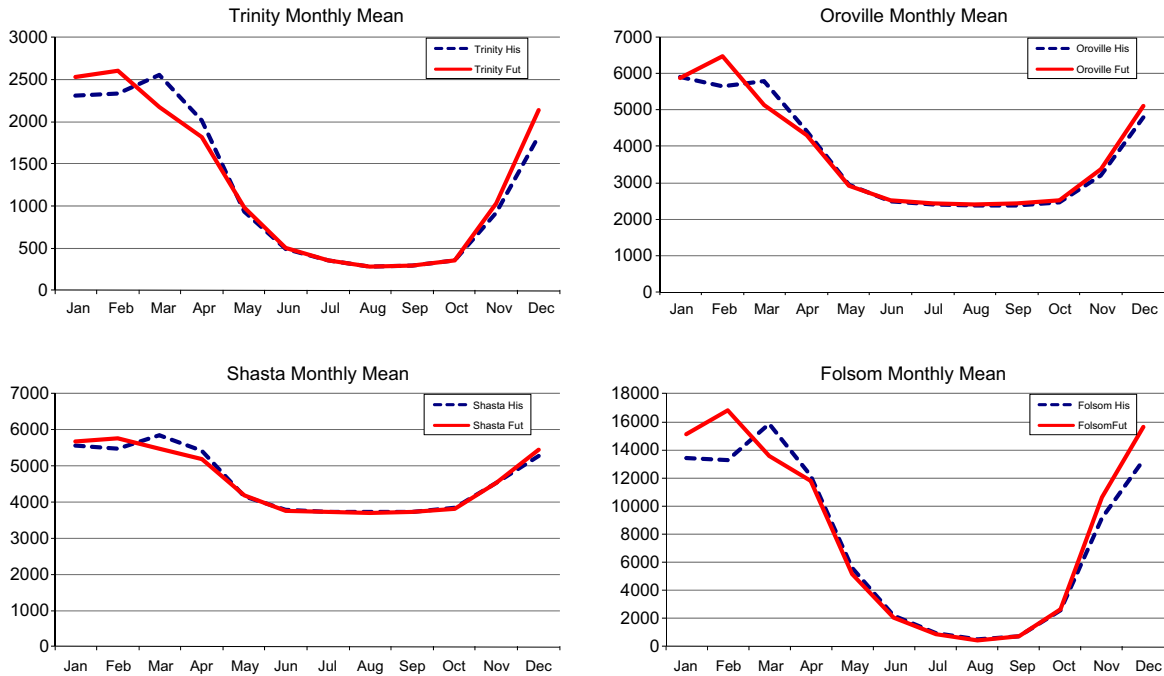 Trinity Monthly Mean
3000
2500
2000
1500
1000
500
0
Trinity His
Trinity Fut
Jan Feb Mar Apr May Jun Jul Aug Sep Oct Nov Dec
Oroville Monthly Mean
7000
6000
5000
4000
3000
2000
1000
0
Oroville His
Oroville Fut
Jan Feb Mar Apr May Jun Jul Aug Sep Oct Nov Dec
Shasta Monthly Mean
7000
6000
5000
4000
3000
2000
1000
0
Shasta His
Shasta Fut
Jan Feb Mar Apr May Jun Jul Aug Sep Oct Nov Dec
Folsom Monthly Mean
18000
16000
14000
12000
10000
8000
6000
4000
2000
0
Folsom His
FolsomFut
Jan Feb Mar Apr May Jun Jul Aug Sep Oct Nov Dec